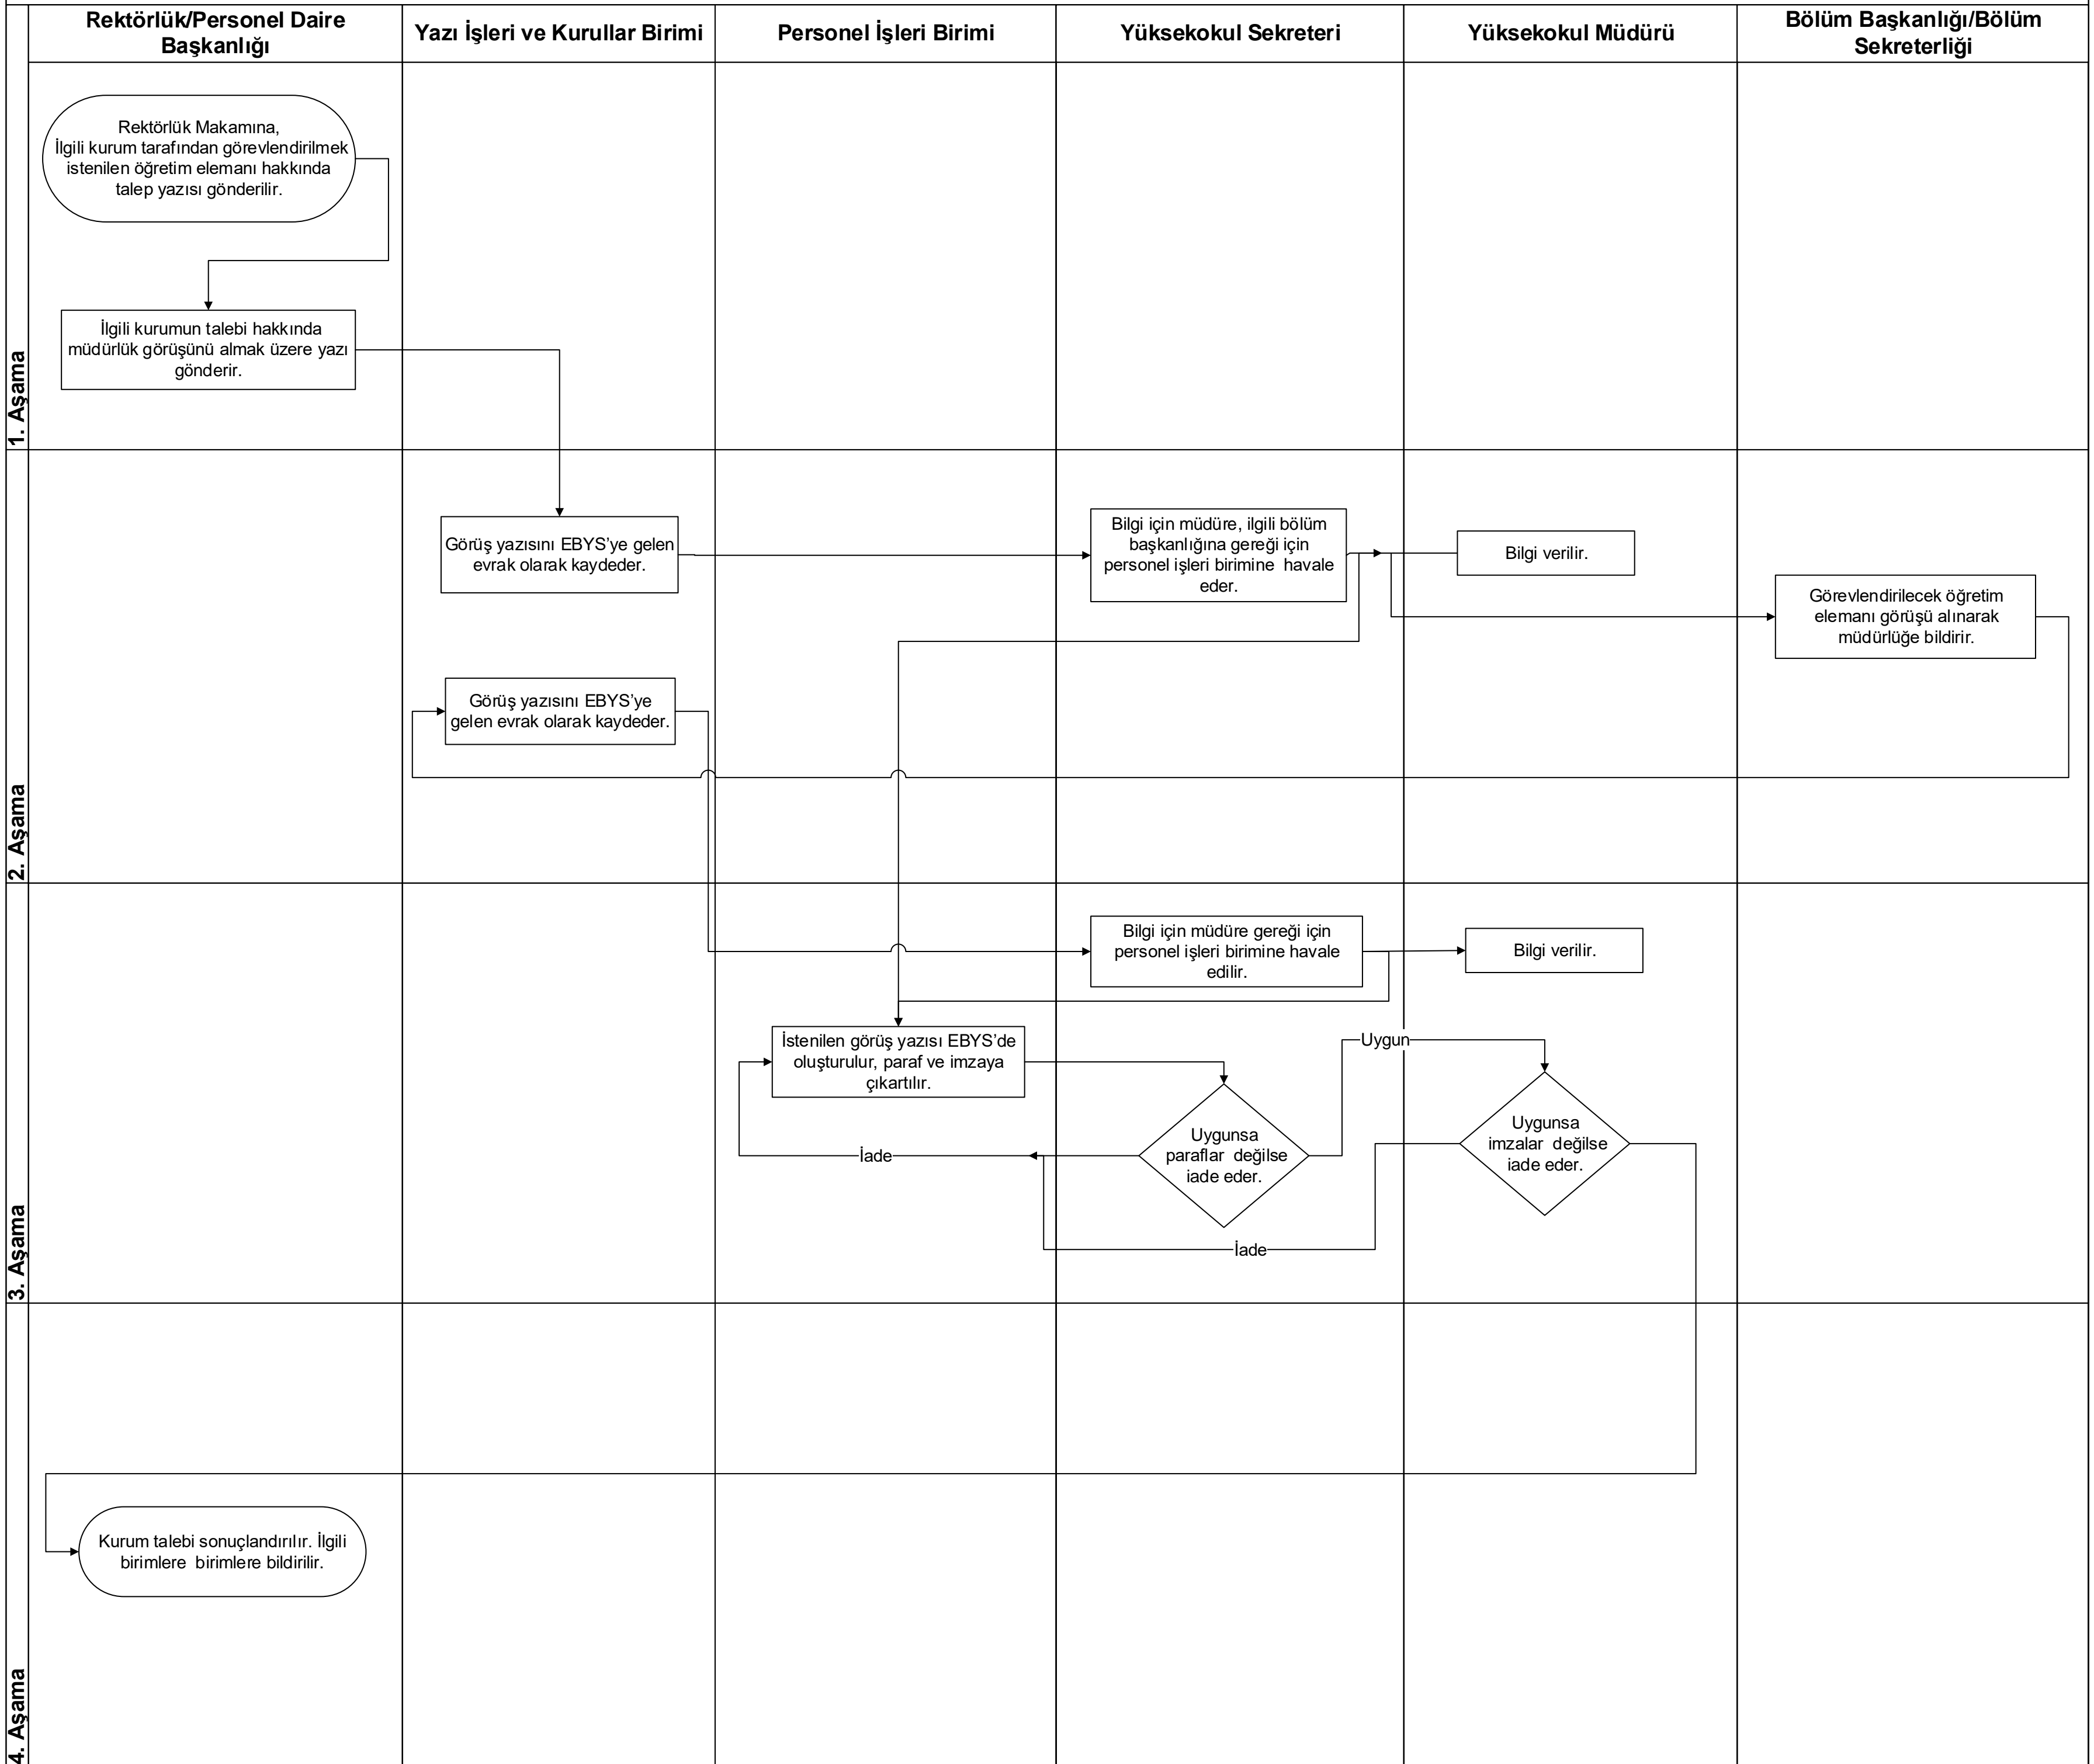 Rektörlük/Personel Daire
Başkanlığı
Yazı İşleri ve Kurullar Birimi
Personel İşleri Birimi
Yüksekokul Sekreteri
Yüksekokul Müdürü
Bölüm Başkanlığı/Bölüm
Sekreterliği
1. Aşama
Rektörlük Makamına,
İlgili kurum tarafından görevlendirilmek
istenilen öğretim elemanı hakkında
talep yazısı gönderilir.
İlgili kurumun talebi hakkında
müdürlük görüşünü almak üzere yazı
gönderir.
2. Aşama
Görüş yazısını EBYS’ye gelen
evrak olarak kaydeder.
Bilgi için müdüre, ilgili bölüm
başkanlığına gereği için
personel işleri birimine  havale
eder.
Bilgi verilir.
Görevlendirilecek öğretim
elemanı görüşü alınarak
müdürlüğe bildirir.
Görüş yazısını EBYS’ye
gelen evrak olarak kaydeder.
3. Aşama
Bilgi için müdüre gereği için
personel işleri birimine havale
edilir.
Bilgi verilir.
İstenilen görüş yazısı EBYS’de
oluşturulur, paraf ve imzaya
çıkartılır.
Uygun
Uygunsa
paraflar  değilse
iade eder.
Uygunsa
imzalar  değilse
iade eder.
İade
İade
4. Aşama
Kurum talebi sonuçlandırılır. İlgili
birimlere  birimlere bildirilir.